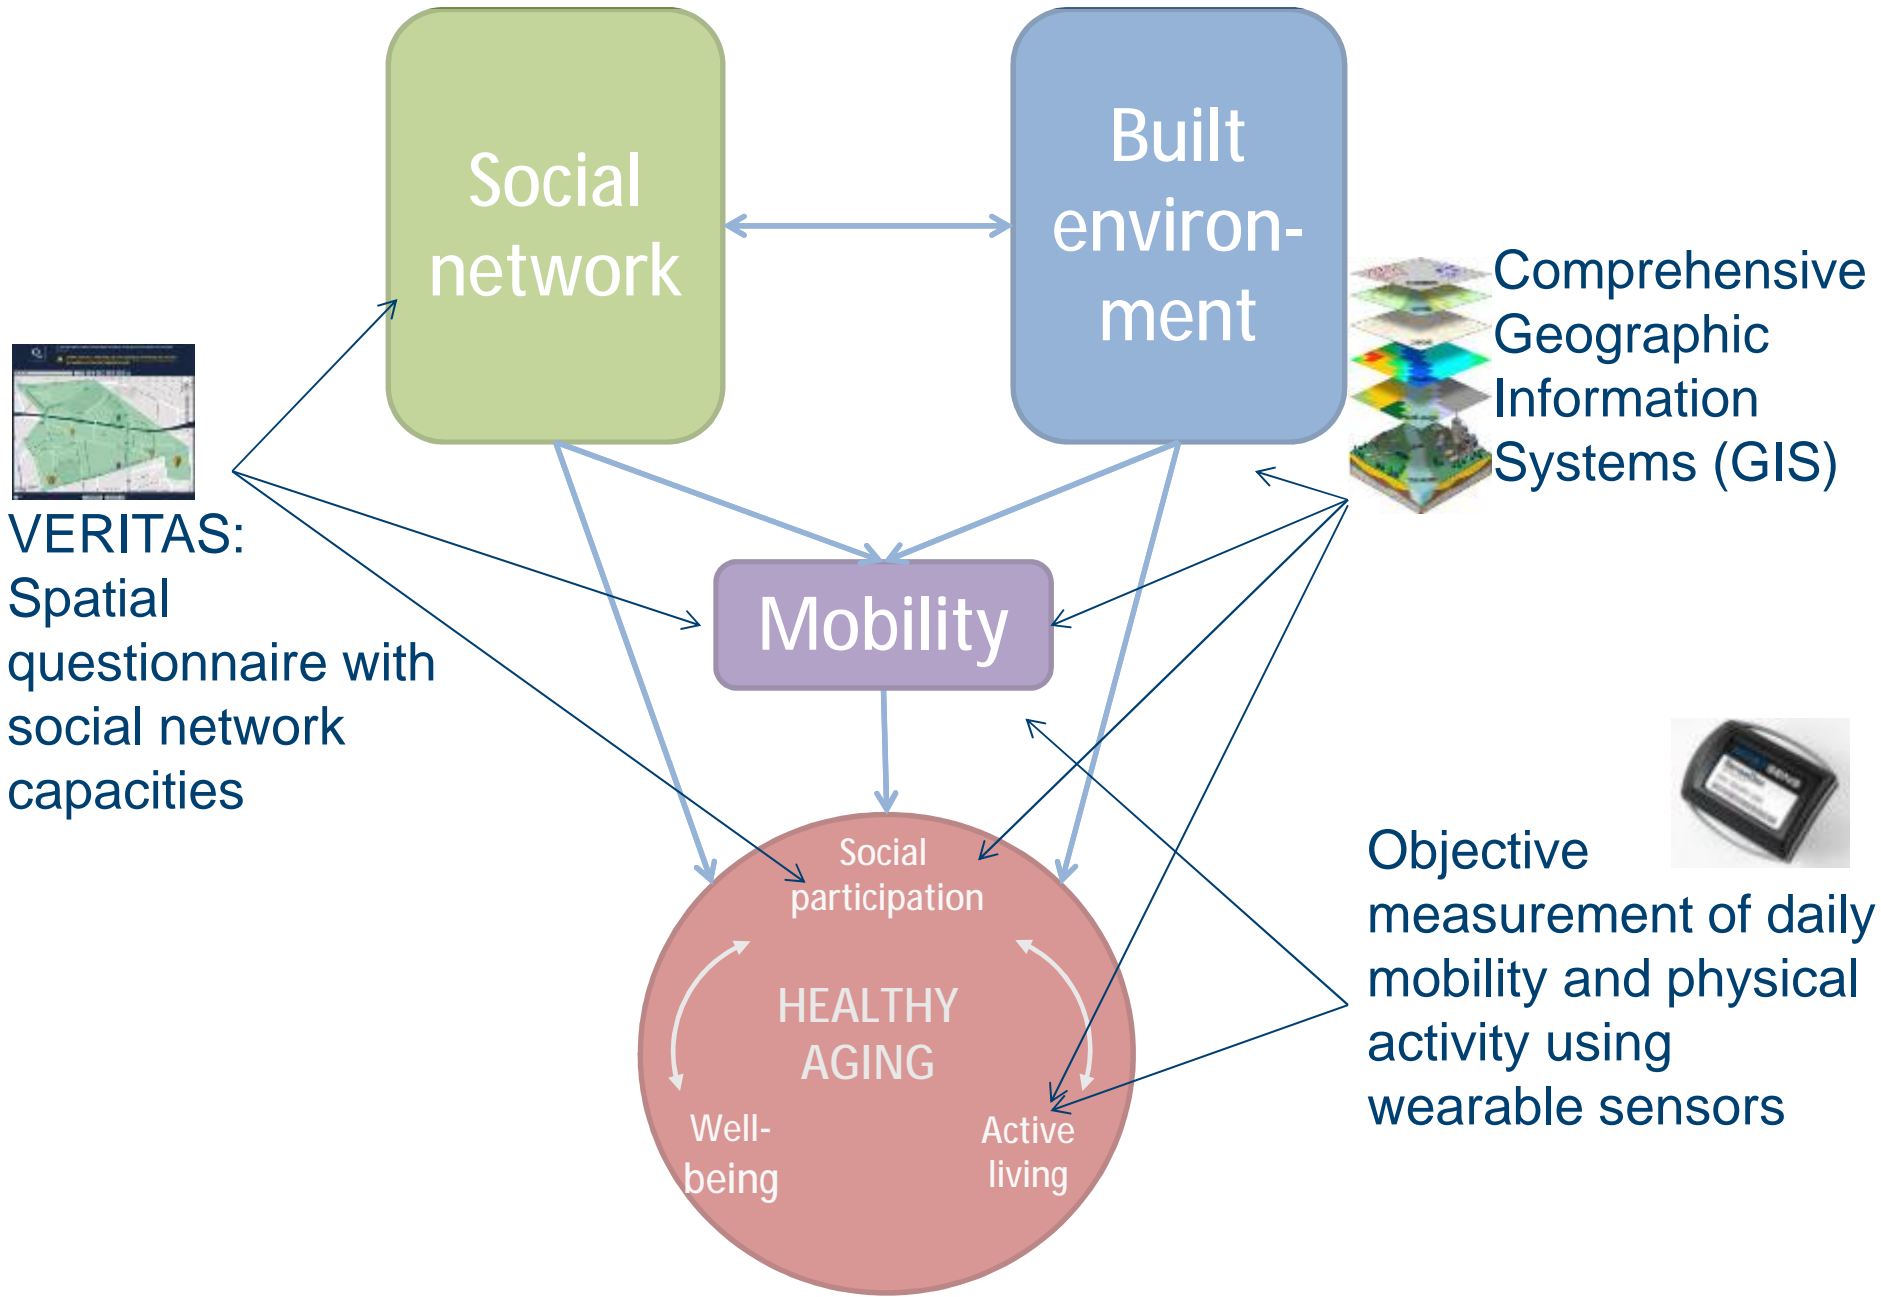 Social
network
Built
environ-
ment
Comprehensive
Geographic
Information
Systems (GIS)
VERITAS:
Spatial
questionnaire with
social network
capacities
Mobility
Objective
measurement of daily
mobility and physical
activity using
wearable sensors
Social
participation
HEALTHY
AGING
Well-
being
Active
living